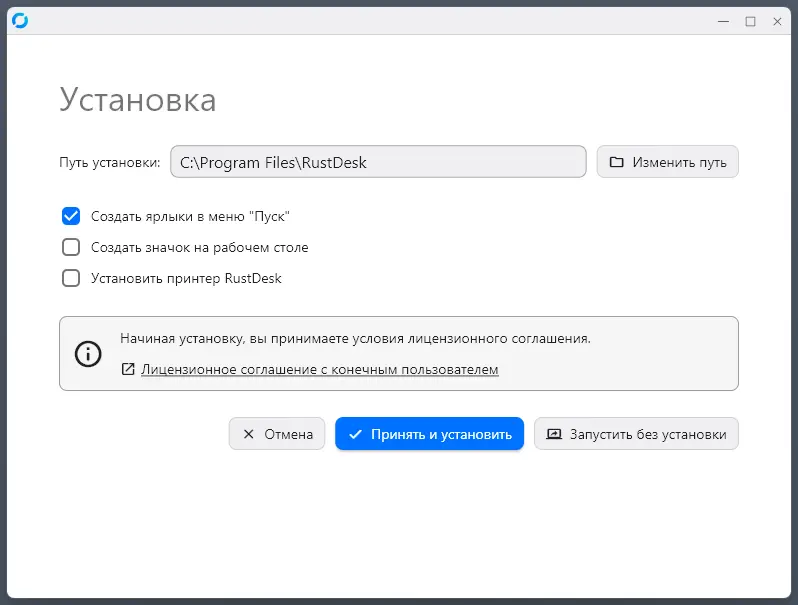 Установка
Путь установки: C:\Program Files\RustDesk Изменить путь
Создать ярлыки в меню "Пуск"
Создать значок на рабочем столе
Установить принтер RustDesk
Начиная установку, вы принимаете условия лицензионного соглашения.
Лицензионное соглашение с конечным пользователем
Отмена Принять и установить Запустить без установки